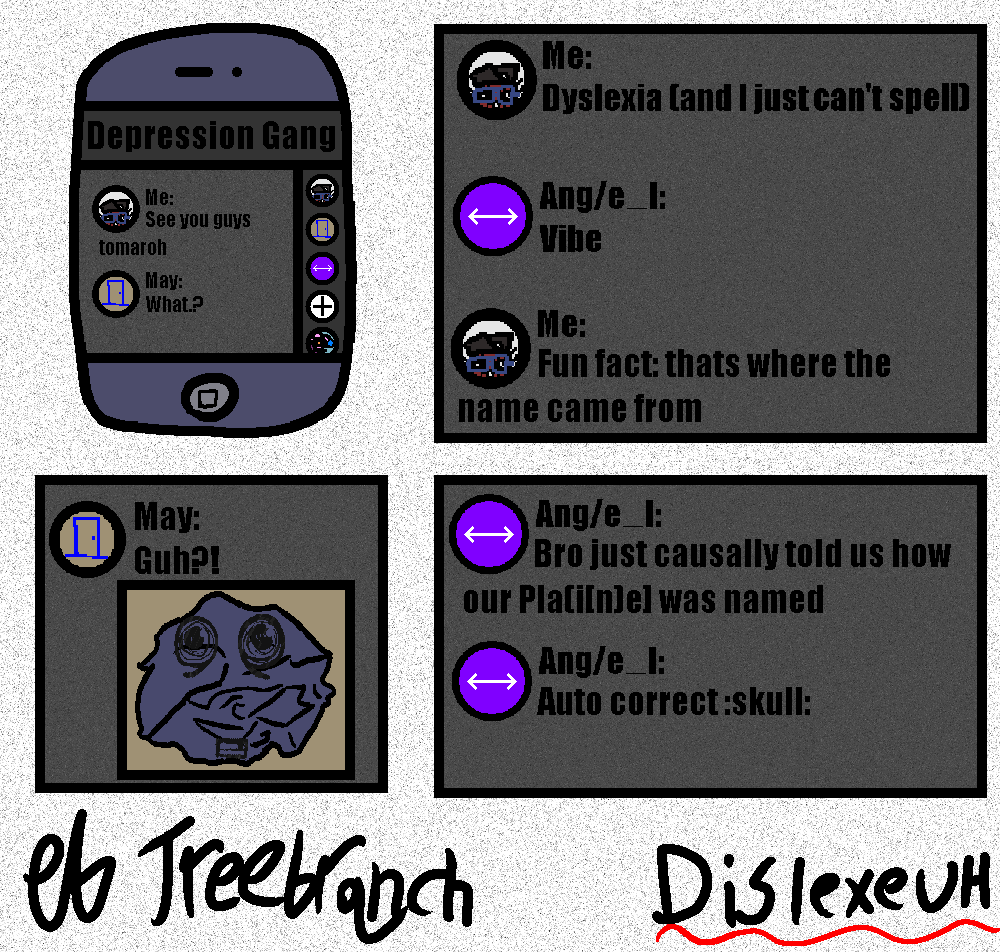 Depression Gang
Me:
See you guys
tomaroh
May:
What.?
Me:
Dyslexia (and I just can't spell)
Ang/e_l:
Vibe
Me:
Fun fact: thats where the
name came from
May:
Guh?!
Ang/e_l:
Bro just causally told us how
our Pla[i[n)e] was named
Ang/e_l:
Auto correct :skull:
eb Treebranch
DislexeuH